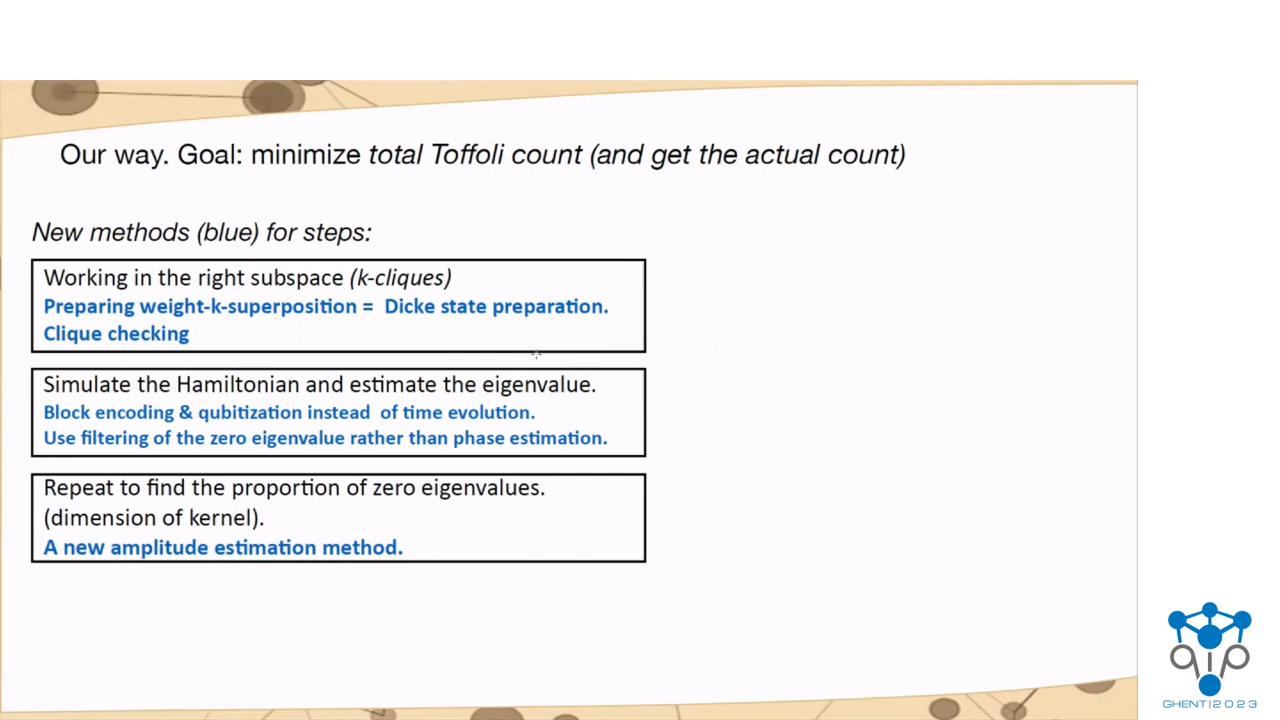 Our way. Goal: minimize total Toffoli count (and get the actual count)
New methods (blue) for steps:
Working in the right subspace (k-cliques)
Preparing weight-k-superposition = Dicke state preparation.
Clique checking
Simulate the Hamiltonian and estimate the eigenvalue.
Block encoding & qubitization instead of time evolution.
Use filtering of the zero eigenvalue rather than phase estimation.
Repeat to find the proportion of zero eigenvalues.
(dimension of kernel).
A new amplitude estimation method.
qip
GHENT|2023